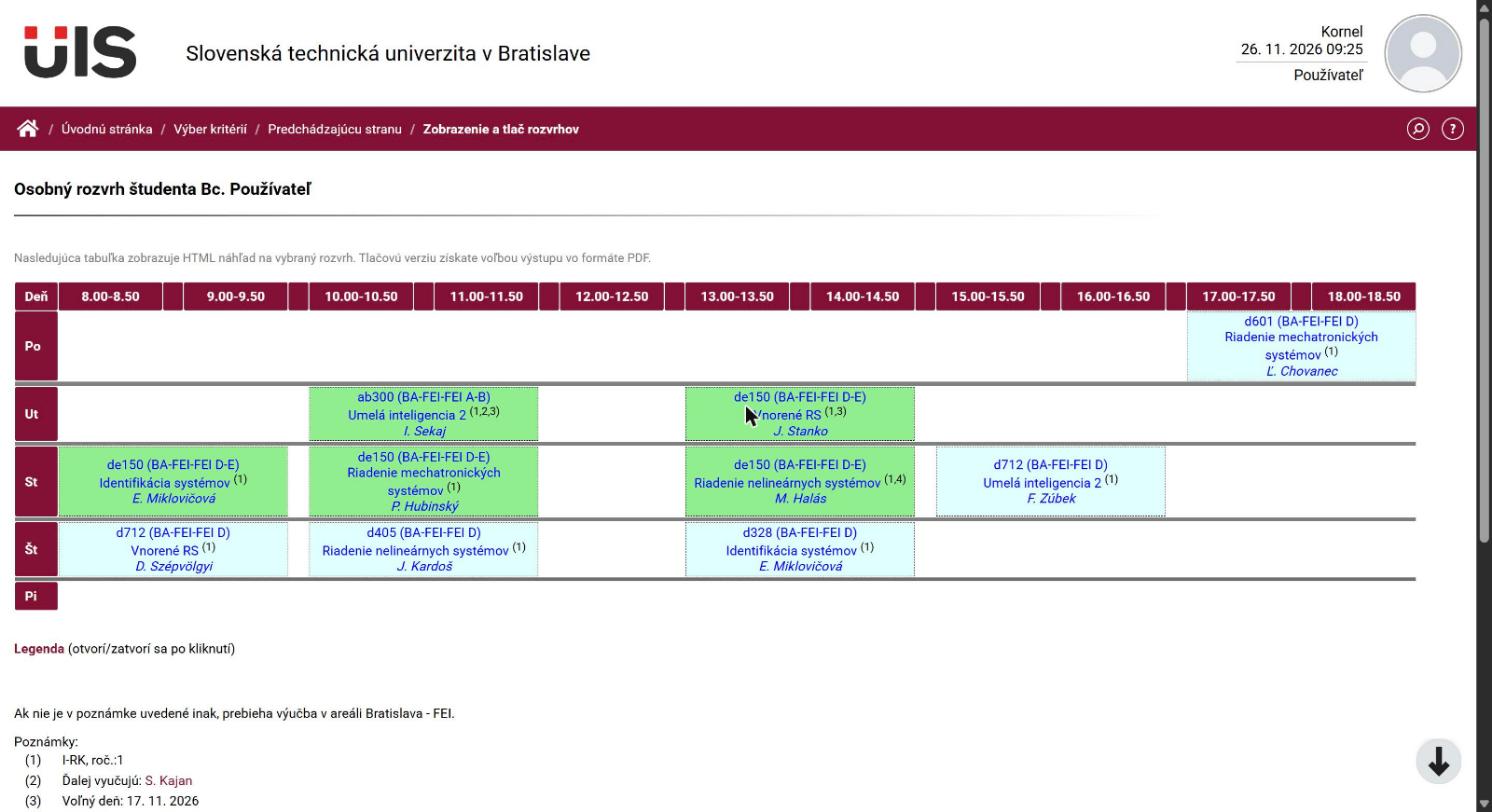 ÜIS
Slovenská technická univerzita v Bratislave
Kornel
26. 11. 2026 09:25
Používateľ
/ Úvodnú stránka / Výber kritérií / Predchádzajúcu stranu / Zobrazenie a tlač rozvrhov
?
Osobný rozvrh študenta Bc. Používateľ
Nasledujúca tabuľka zobrazuje HTML náhľad na vybraný rozvrh. Tlačovú verziu získate voľbou výstupu vo formáte PDF.
Deň 8.00-8.50 9.00-9.50 10.00-10.50 11.00-11.50 12.00-12.50 13.00-13.50 14.00-14.50 15.00-15.50 16.00-16.50 17.00-17.50 18.00-18.50
Po
d601 (BA-FEI-FEI D)
Riadenie mechatronických
systémov (1)
Ľ. Chovanec
Ut
ab300 (BA-FEI-FEI A-B)
Umelá inteligencia 2 (1,2,3)
I. Sekaj
de150 (BA-FEI-FEI D-E)
Vnorené RS (1,3)
J. Stanko
St
de150 (BA-FEI-FEI D-E)
Identifikácia systémov (1)
E. Miklovičová
de150 (BA-FEI-FEI D-E)
Riadenie mechatronických
systémov (1)
P. Hubinský
de150 (BA-FEI-FEI D-E)
Riadenie nelineárnych systémov (1,4)
M. Halás
d712 (BA-FEI-FEI D)
Umelá inteligencia 2 (1)
F. Zúbek
Št
d712 (BA-FEI-FEI D)
Vnorené RS (1)
D. Szépvölgyi
d405 (BA-FEI-FEI D)
Riadenie nelineárnych systémov (1)
J. Kardoš
d328 (BA-FEI-FEI D)
Identifikácia systémov (1)
E. Miklovičová
Pi
Legenda (otvorí/zatvorí sa po kliknutí)
Ak nie je v poznámke uvedené inak, prebieha výučba v areáli Bratislava - FEI.
Poznámky:
(1) I-RK, roč.:1
(2) Ďalej vyučujú: S. Kajan
(3) Voľný deň: 17. 11. 2026